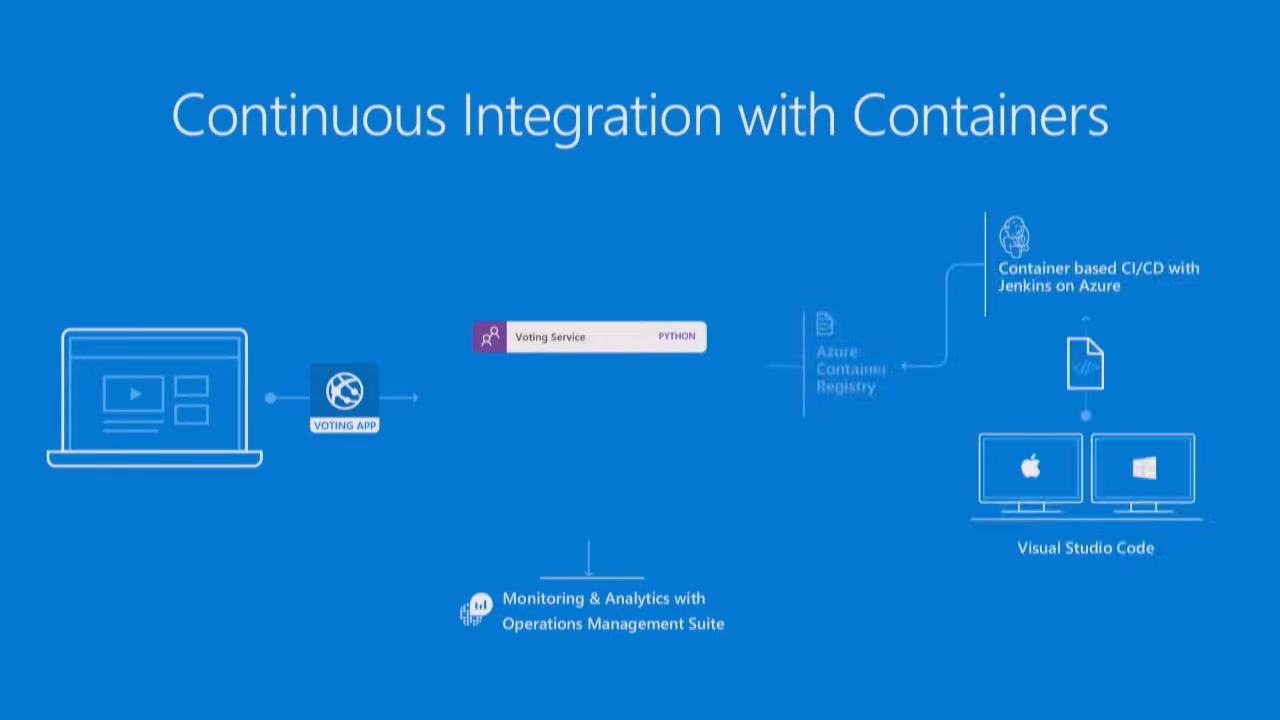 Continuous Integration with Containers
Container based CI/CD with
Jenkins on Azure
Voting Service
PYTHON
Azure
Container
Registry
VOTING APP
</>
Visual Studio Code
Monitoring & Analytics with
Operations Management Suite